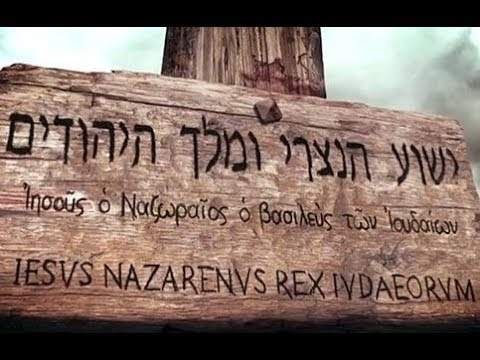 ישוע הנצרי ומלך היהודים
Ἰησοῦς ὁ Ναζωραῖος ὁ βασιλεὺς τῶν Ἰουδαίων
IESVS NAZARENVS REX IVDAEORVM